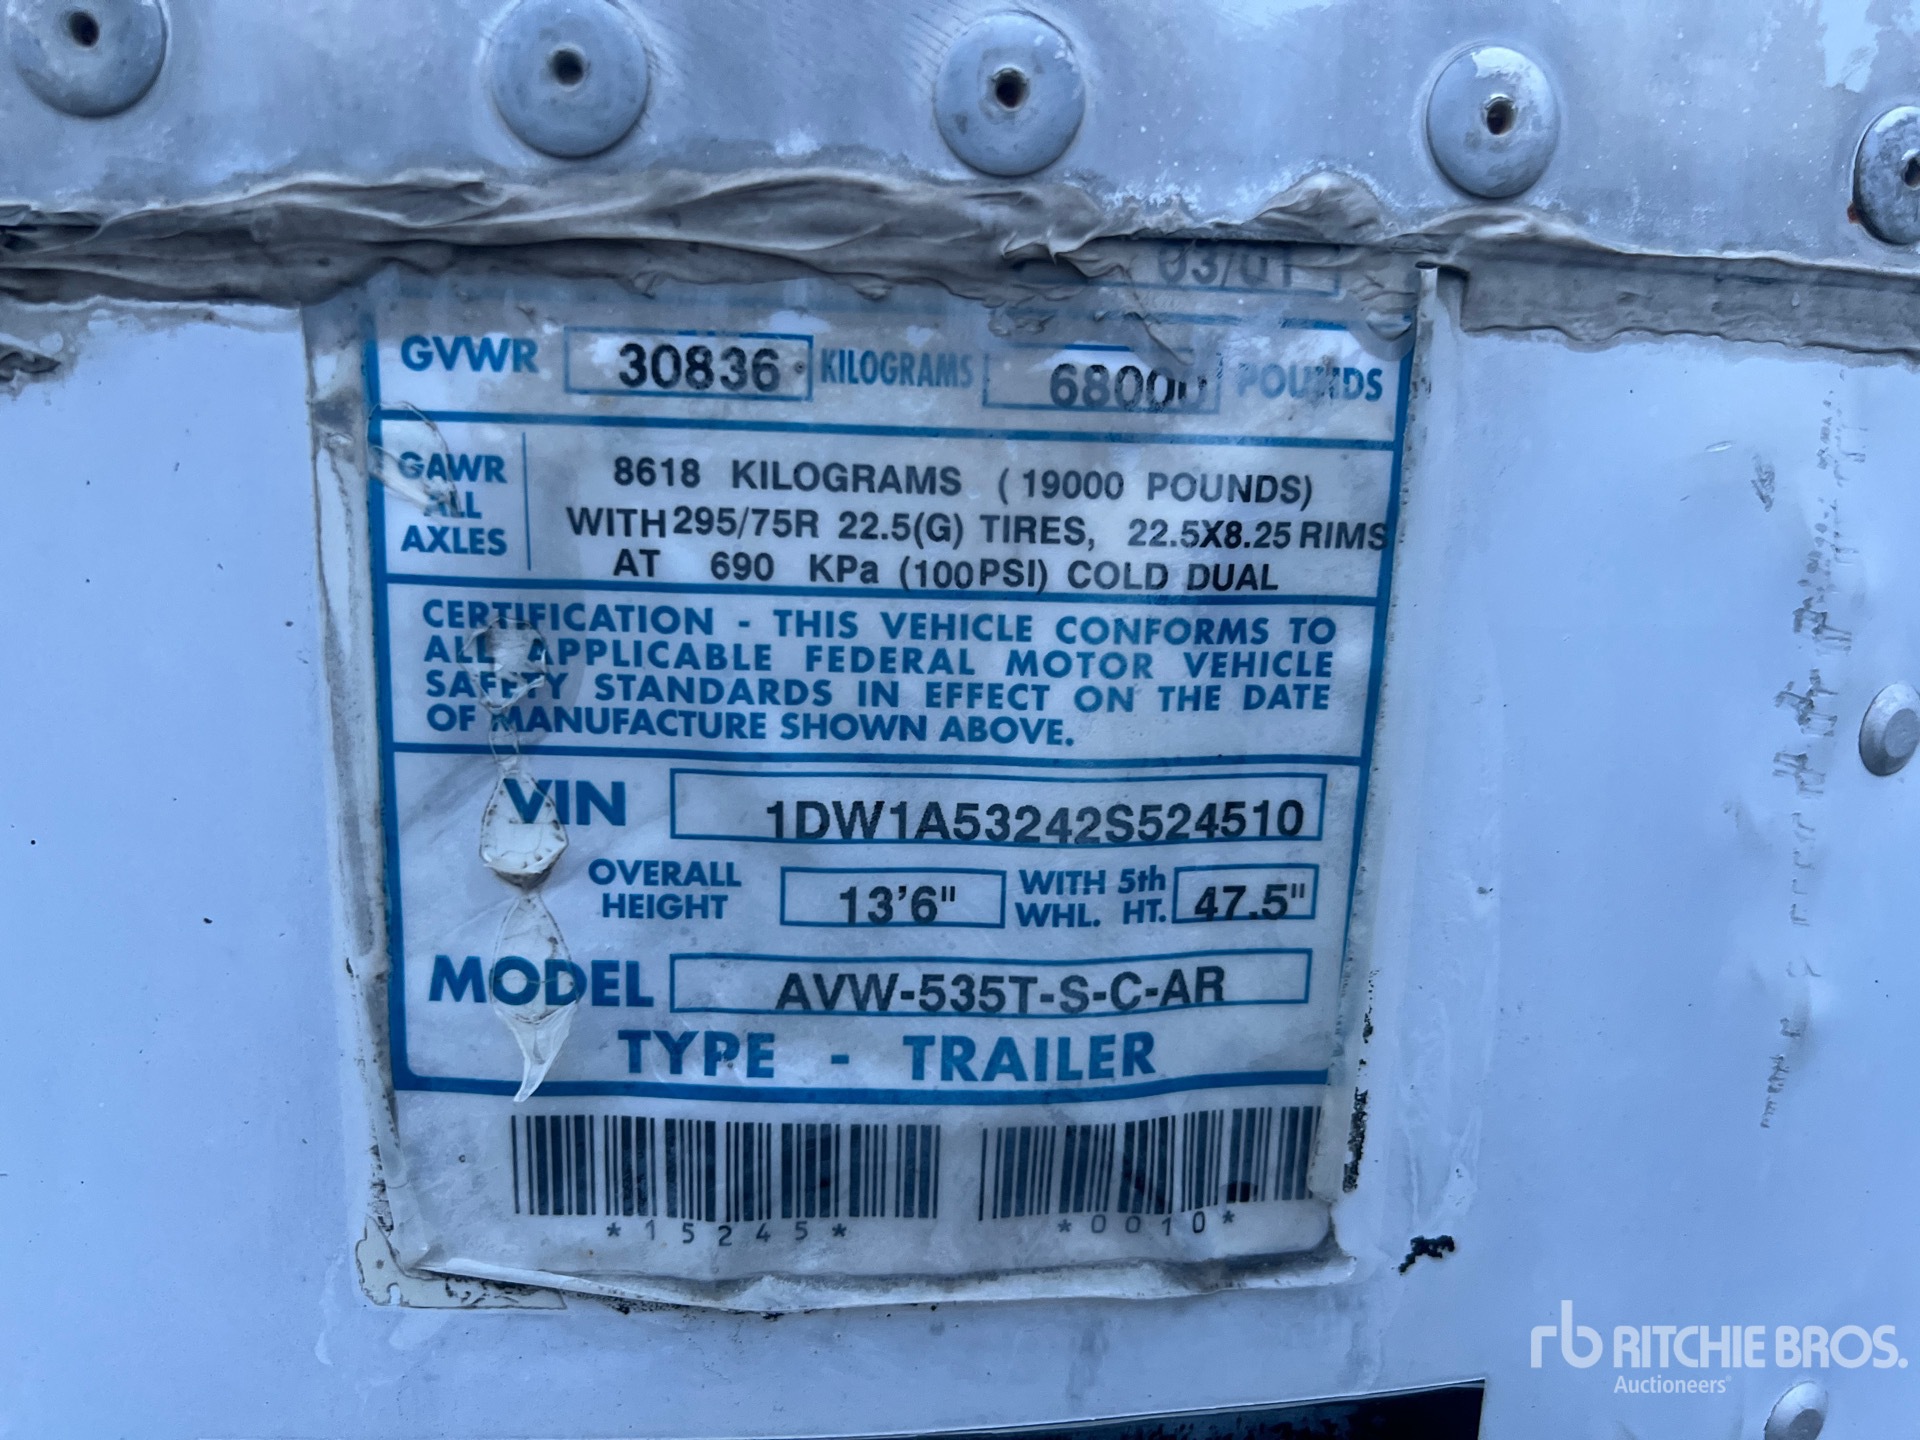 03/01
GVWR 30836 KILOGRAMS 68000 POUNDS
GAWR ALL AXLES
8618 KILOGRAMS (19000 POUNDS)
WITH 295/75R 22.5(G) TIRES, 22.5X8.25 RIMS
AT 690 KPa (100PSI) COLD DUAL
CERTIFICATION - THIS VEHICLE CONFORMS TO
ALL APPLICABLE FEDERAL MOTOR VEHICLE
SAFETY STANDARDS IN EFFECT ON THE DATE
OF MANUFACTURE SHOWN ABOVE.
VIN 1DW1A53242S524510
OVERALL HEIGHT 13'6" WITH 5th WHL. HT. 47.5"
MODEL AVW-535T-S-C-AR
TYPE - TRAILER
*15245* *0010*
rb RITCHIE BROS.
Auctioneers